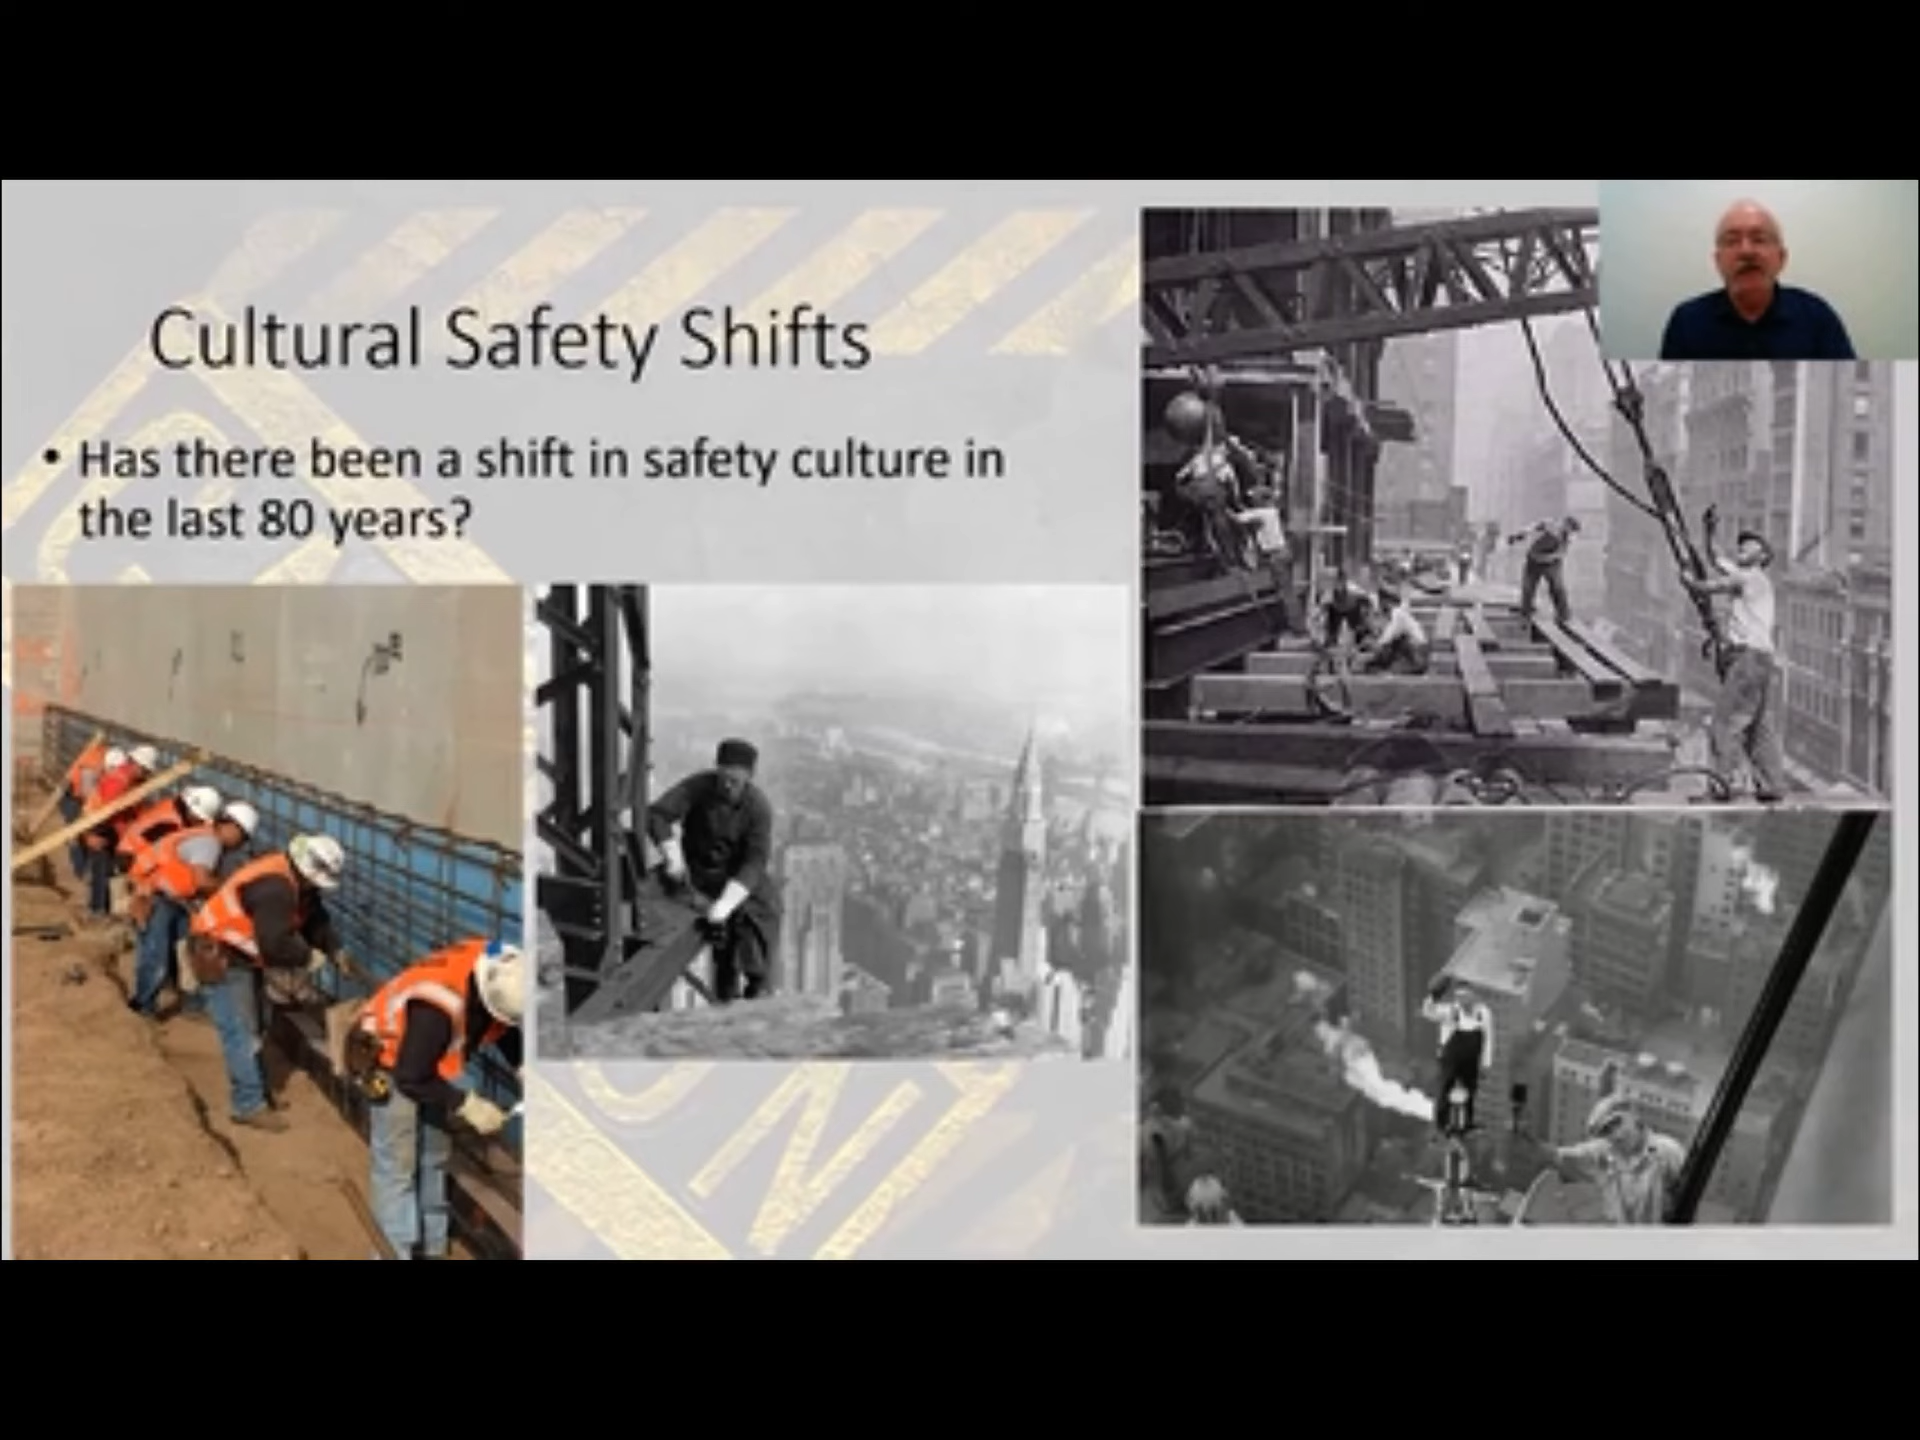 Cultural Safety Shifts
• Has there been a shift in safety culture in
the last 80 years?